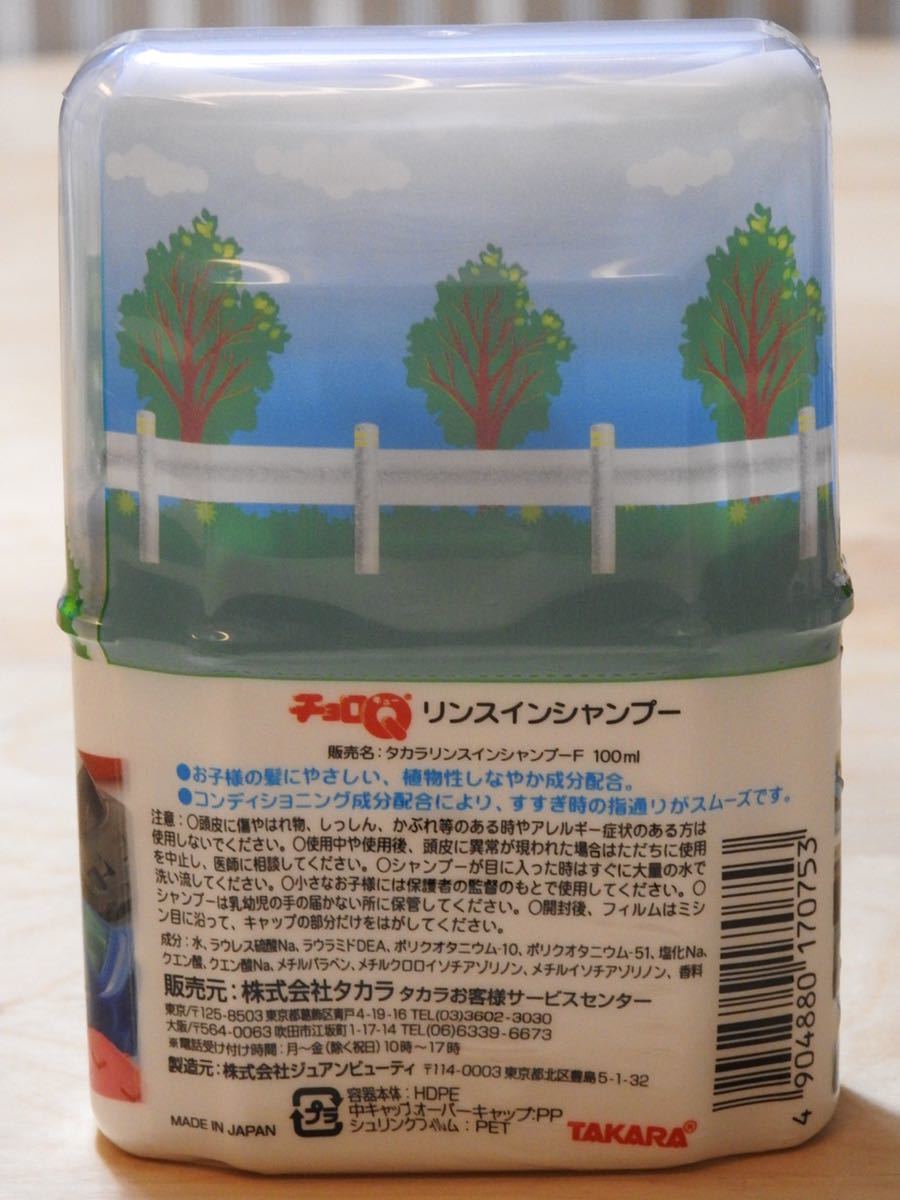 チョロQ リンスインシャンプー
販売名:タカラリンスインシャンプーF 100ml
●お子様の髪にやさしい、植物性しなやか成分配合。
●コンディショニング成分配合により、すすぎ時の指通りがスムーズです。
注意:〇頭皮に傷やはれ物、しっしん、かぶれ等のある時やアレルギー症状のある方は
使用しないでください。〇使用中や使用後、頭皮に異常が現われた場合はただちに使用
を中止し、医師に相談してください。〇シャンプーが目に入った時はすぐに大量の水で
洗い流してください。〇小さなお子様には保護者の監督のもとで使用してください。〇
シャンプーは乳幼児の手の届かない所に保管してください。〇開封後、フィルムはミシ
ン目に沿って、キャップの部分だけをはがしてください。
成分:水、ラウレス硫酸Na、ラウラミドDEA、ポリクオタニウム-10、ポリクオタニウム-51、塩化Na、
クエン酸、クエン酸Na、メチルパラベン、メチルクロロイソチアゾリノン、メチルイソチアゾリノン、香料
販売元:株式会社タカラ タカラお客様サービスセンター
東京/〒125-8503 東京都葛飾区青戸4-19-16 TEL(03)3602-3030
大阪/〒564-0063 吹田市江坂町1-17-14 TEL(06)6339-6673
※電話受け付け時間:月〜金(除く祝日)10時〜17時
製造元:株式会社ジュアンビューティ 〒114-0003 東京都北区豊島5-1-32
プラ
容器本体:HDPE
中キャップ,オーバーキャップ:PP
シュリンクフィルム:PET
MADE IN JAPAN
TAKARA®
4904880170753